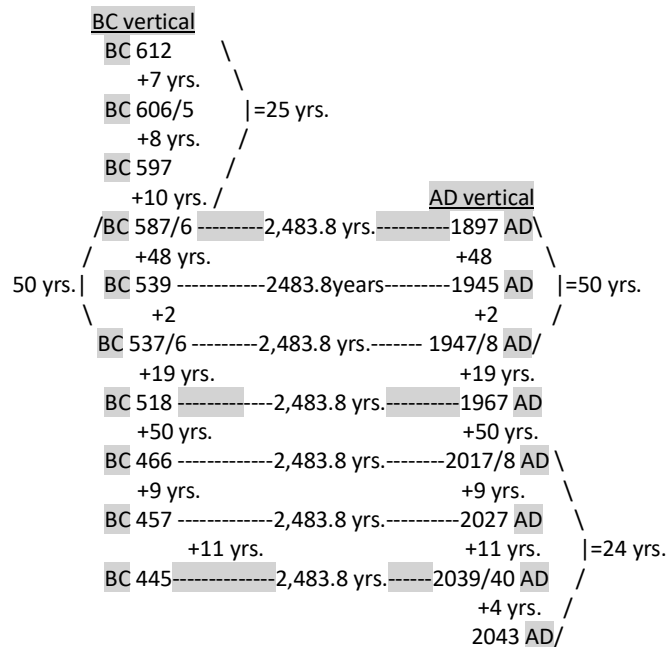 BC vertical
BC 612
+7 yrs. \ \
BC 606/5 |=25 yrs.
+8 yrs. / /
BC 597
+10 yrs. AD vertical
BC 587/6 ---------2,483.8 yrs.----------1897 AD
+48 yrs. +48
50 yrs.| BC 539 ------------2483.8years------1945 AD |=50 yrs.
+2 +2
BC 537/6 ---------2,483.8 yrs.------- 1947/8 AD
+19 yrs. +19 yrs.
BC 518 ------------2,483.8 yrs.----------1967 AD
+50 yrs. +50 yrs.
BC 466 ------------2,483.8 yrs.--------2017/8 AD
+9 yrs. +9 yrs.
BC 457 ------------2,483.8 yrs.---------2027 AD
+11 yrs. +11 yrs. |=24 yrs.
BC 445--------------2,483.8 yrs.------2039/40 AD
+4 yrs.
2043 AD